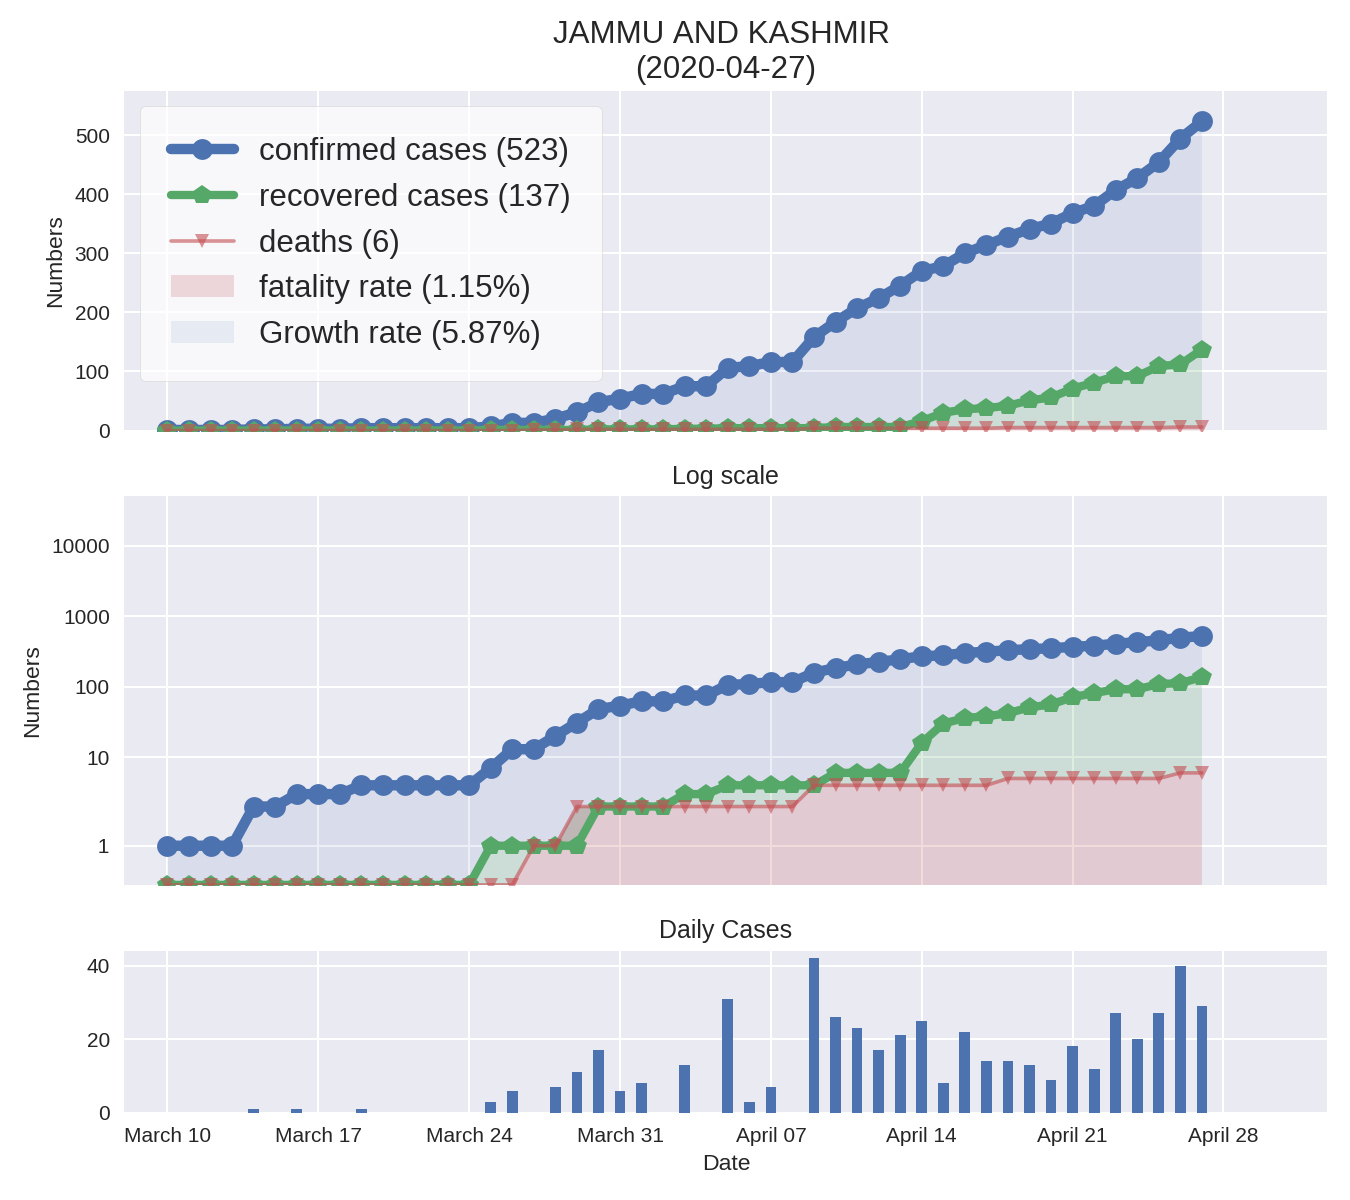 JAMMU AND KASHMIR
(2020-04-27)
500
400
300
200
100
0
Numbers
confirmed cases (523)
recovered cases (137)
deaths (6)
fatality rate (1.15%)
Growth rate (5.87%)
Log scale
10000
1000
100
10
1
Numbers
Daily Cases
40
20
0
March 10 March 17 March 24 March 31 April 07 April 14 April 21 April 28
Date